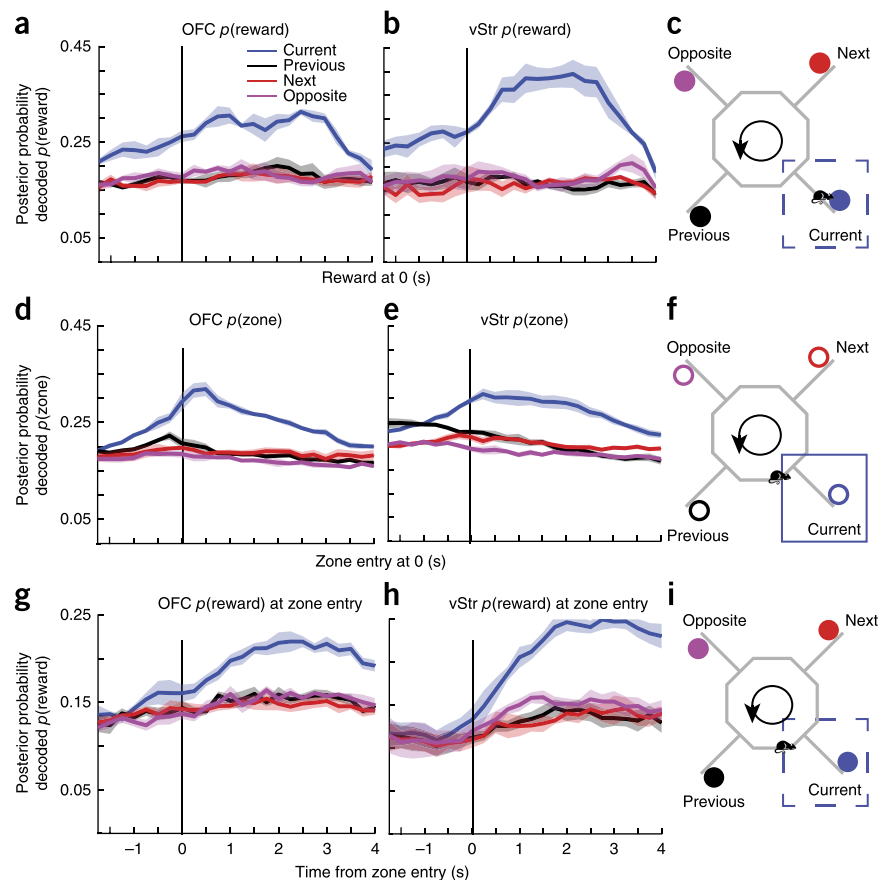 a
OFC p(reward)
b
vStr p(reward)
c
0.45
0.25
0.05
Posterior probability
decoded p(reward)
Current
Previous
Next
Opposite
Reward at 0 (s)
Opposite
Next
Previous
Current
d
OFC p(zone)
e
vStr p(zone)
f
0.45
0.25
0.05
Posterior probability
decoded p(zone)
Zone entry at 0 (s)
Opposite
Next
Previous
Current
g
OFC p(reward) at zone entry
h
vStr p(reward) at zone entry
i
0.25
0.15
0.05
Posterior probability
decoded p(reward)
–1 0 1 2 3 4
–1 0 1 2 3 4
Time from zone entry (s)
Opposite
Next
Previous
Current